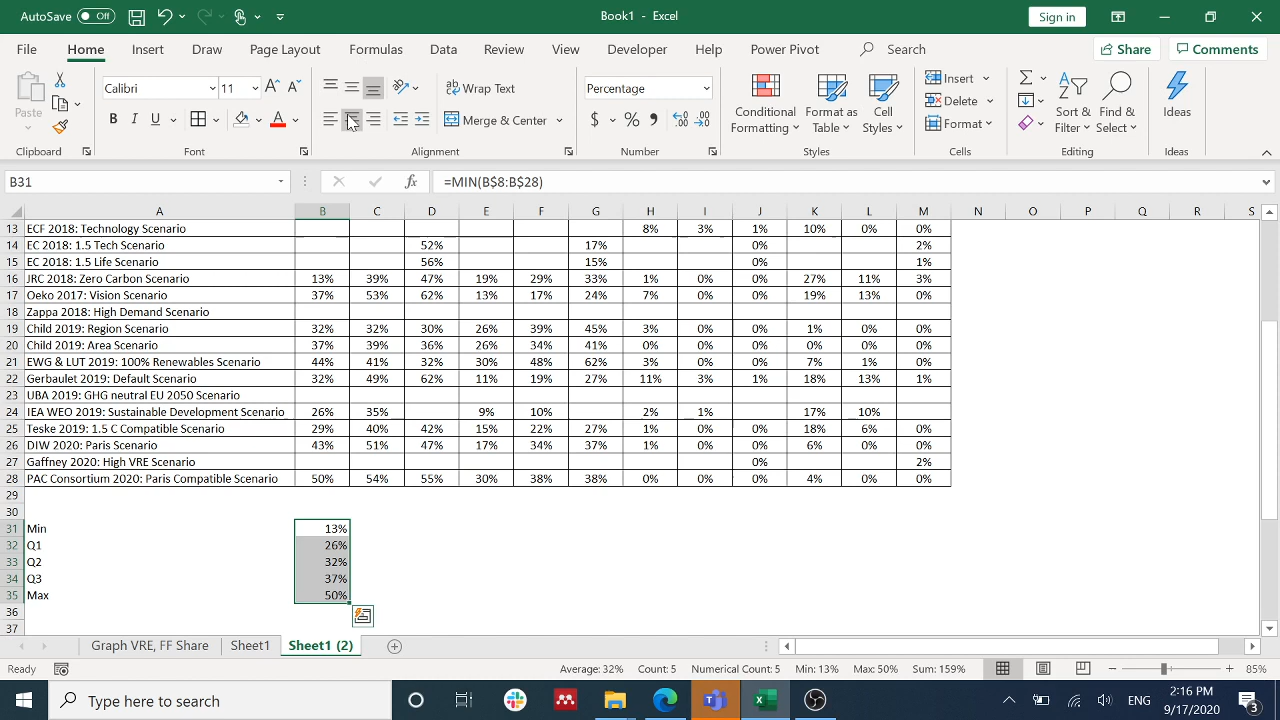 AutoSave Off Book1 - Excel Sign in
File Home Insert Draw Page Layout Formulas Data Review View Developer Help Power Pivot Search Share Comments
Paste Calibri 11 Wrap Text Percentage Conditional Formatting Format as Table Cell Styles Insert Sort & Filter Find & Select Ideas
B I U A Merge & Center $ % Delete
Format
Clipboard Font Alignment Number Styles Cells Editing Ideas
B31 fx =MIN(B$8:B$28)
A B C D E F G H I J K L M N O P Q R S
13 ECF 2018: Technology Scenario 8% 3% 1% 10% 0% 0%
14 EC 2018: 1.5 Tech Scenario 52% 17% 0% 2%
15 EC 2018: 1.5 Life Scenario 56% 15% 0% 1%
16 JRC 2018: Zero Carbon Scenario 13% 39% 47% 19% 29% 33% 1% 0% 0% 27% 11% 3%
17 Oeko 2017: Vision Scenario 37% 53% 62% 13% 17% 24% 7% 0% 0% 19% 13% 0%
18 Zappa 2018: High Demand Scenario
19 Child 2019: Region Scenario 32% 32% 30% 26% 39% 45% 3% 0% 0% 1% 0% 0%
20 Child 2019: Area Scenario 37% 39% 36% 26% 34% 41% 0% 0% 0% 0% 0% 0%
21 EWG & LUT 2019: 100% Renewables Scenario 44% 41% 32% 30% 48% 62% 3% 0% 0% 7% 1% 0%
22 Gerbaulet 2019: Default Scenario 32% 49% 62% 11% 19% 27% 11% 3% 1% 18% 13% 1%
23 UBA 2019: GHG neutral EU 2050 Scenario
24 IEA WEO 2019: Sustainable Development Scenario 26% 35% 9% 10% 2% 1% 17% 10%
25 Teske 2019: 1.5 C Compatible Scenario 29% 40% 42% 15% 22% 27% 1% 0% 0% 18% 6% 0%
26 DIW 2020: Paris Scenario 43% 51% 47% 17% 34% 37% 1% 0% 0% 6% 0% 0%
27 Gaffney 2020: High VRE Scenario 0% 2%
28 PAC Consortium 2020: Paris Compatible Scenario 50% 54% 55% 30% 38% 38% 0% 0% 0% 4% 0% 0%
29
30
31 Min 13%
32 Q1 26%
33 Q2 32%
34 Q3 37%
35 Max 50%
36
37
Graph VRE, FF Share Sheet1 Sheet1 (2)
Ready Average: 32% Count: 5 Numerical Count: 5 Min: 13% Max: 50% Sum: 159% 85%
Type here to search ENG 2:16 PM
9/17/2020 3